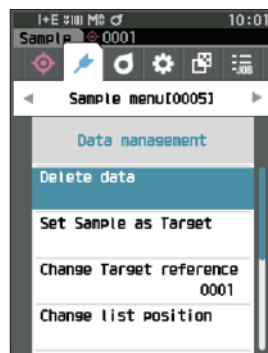 I+E 10:01
Sample 0001
-JOB
Sample menu[0005]
Data management
Delete data
Set Sample as Target
Change Target reference
0001
Change list position